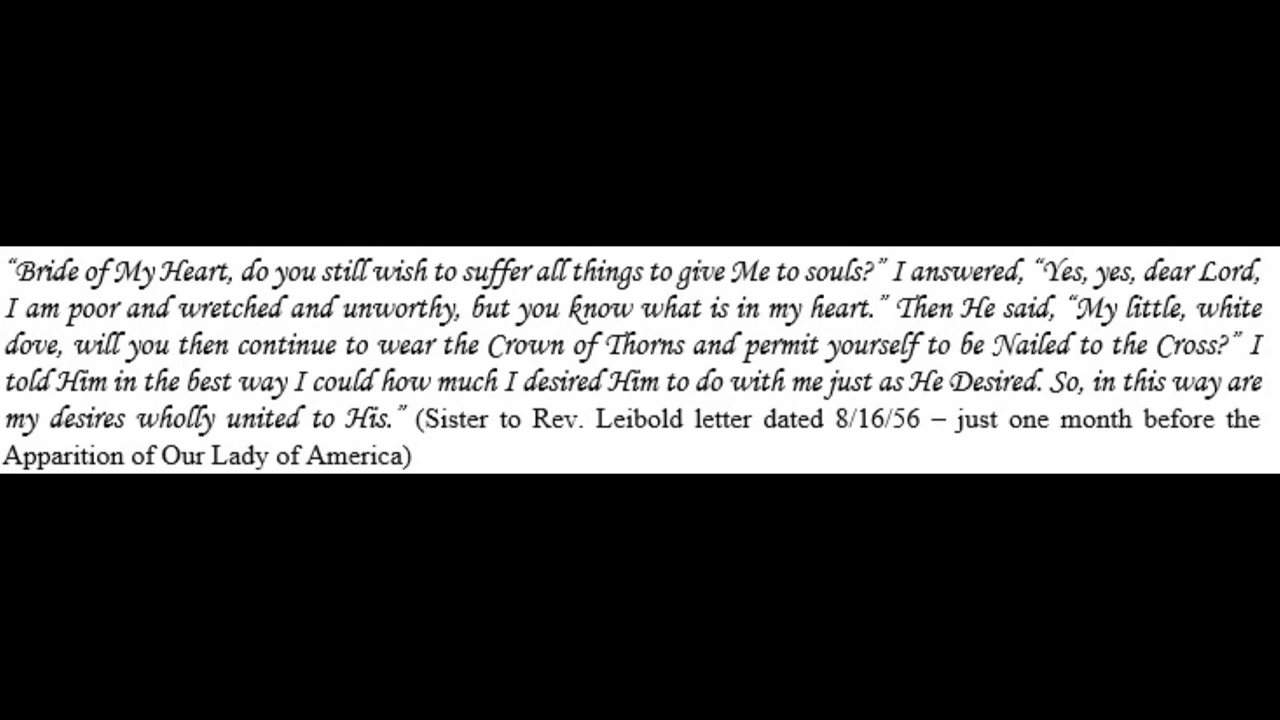 “Bride of My Heart, do you still wish to suffer all things to give Me to souls?” I answered, “Yes, yes, dear Lord,
I am poor and wretched and unworthy, but you know what is in my heart.” Then He said, “My little, white
dove, will you then continue to wear the Crown of Thorns and permit yourself to be Nailed to the Cross?” I
told Him in the best way I could how much I desired Him to do with me just as He Desired. So, in this way are
my desires wholly united to His.” (Sister to Rev. Leibold letter dated 8/16/56 – just one month before the
Apparition of Our Lady of America)